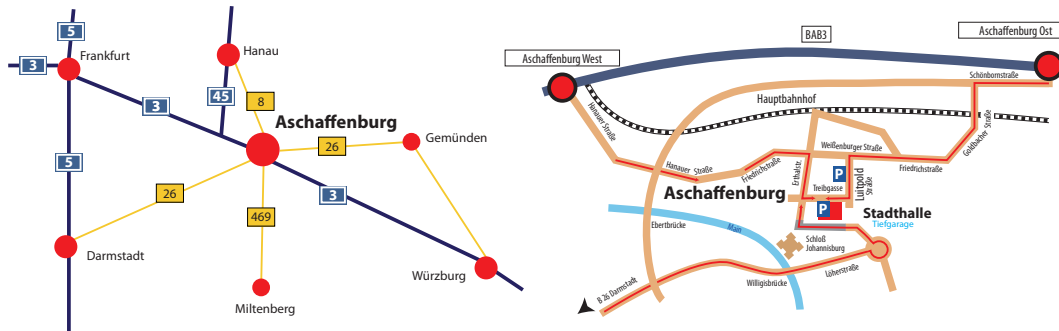 5
Frankfurt
3
Hanau
3
45
8
Aschaffenburg
26
Gemünden
5
26
3
469
Darmstadt
Würzburg
Miltenberg
Aschaffenburg West
BAB3
Aschaffenburg Ost
Schönbornstraße
Hauptbahnhof
Hanauer Straße
Goldbacher Straße
Weißenburger Straße
Hanauer Straße
Friedrichstraße
Friedrichstraße
Erthalstr.
P
Treibgasse
Luitpold
Straße
Aschaffenburg
P
Stadthalle
Tiefgarage
Ebertbrücke
Main
Schloß
Johannisburg
Löherstraße
Willigisbrücke
B 26 Darmstadt